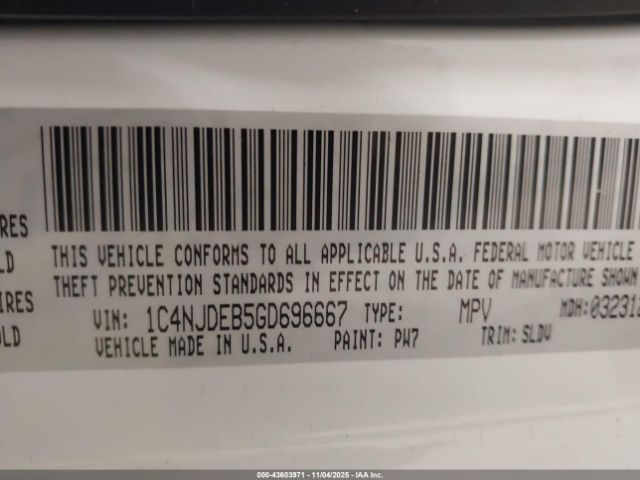 RES
LD
IRES
OLD
THIS VEHICLE CONFORMS TO ALL APPLICABLE U.S.A. FEDERAL MOTOR VEHICLE
THEFT PREVENTION STANDARDS IN EFFECT ON THE DATE OF MANUFACTURE SHOWN
VIN: 1C4NJDEB5GD696667 TYPE: MPV MDH: 032316
VEHICLE MADE IN U.S.A. PAINT: PW7 TRIM: SLDV
000-43603971 - 11/04/2025 - © IAA Inc.